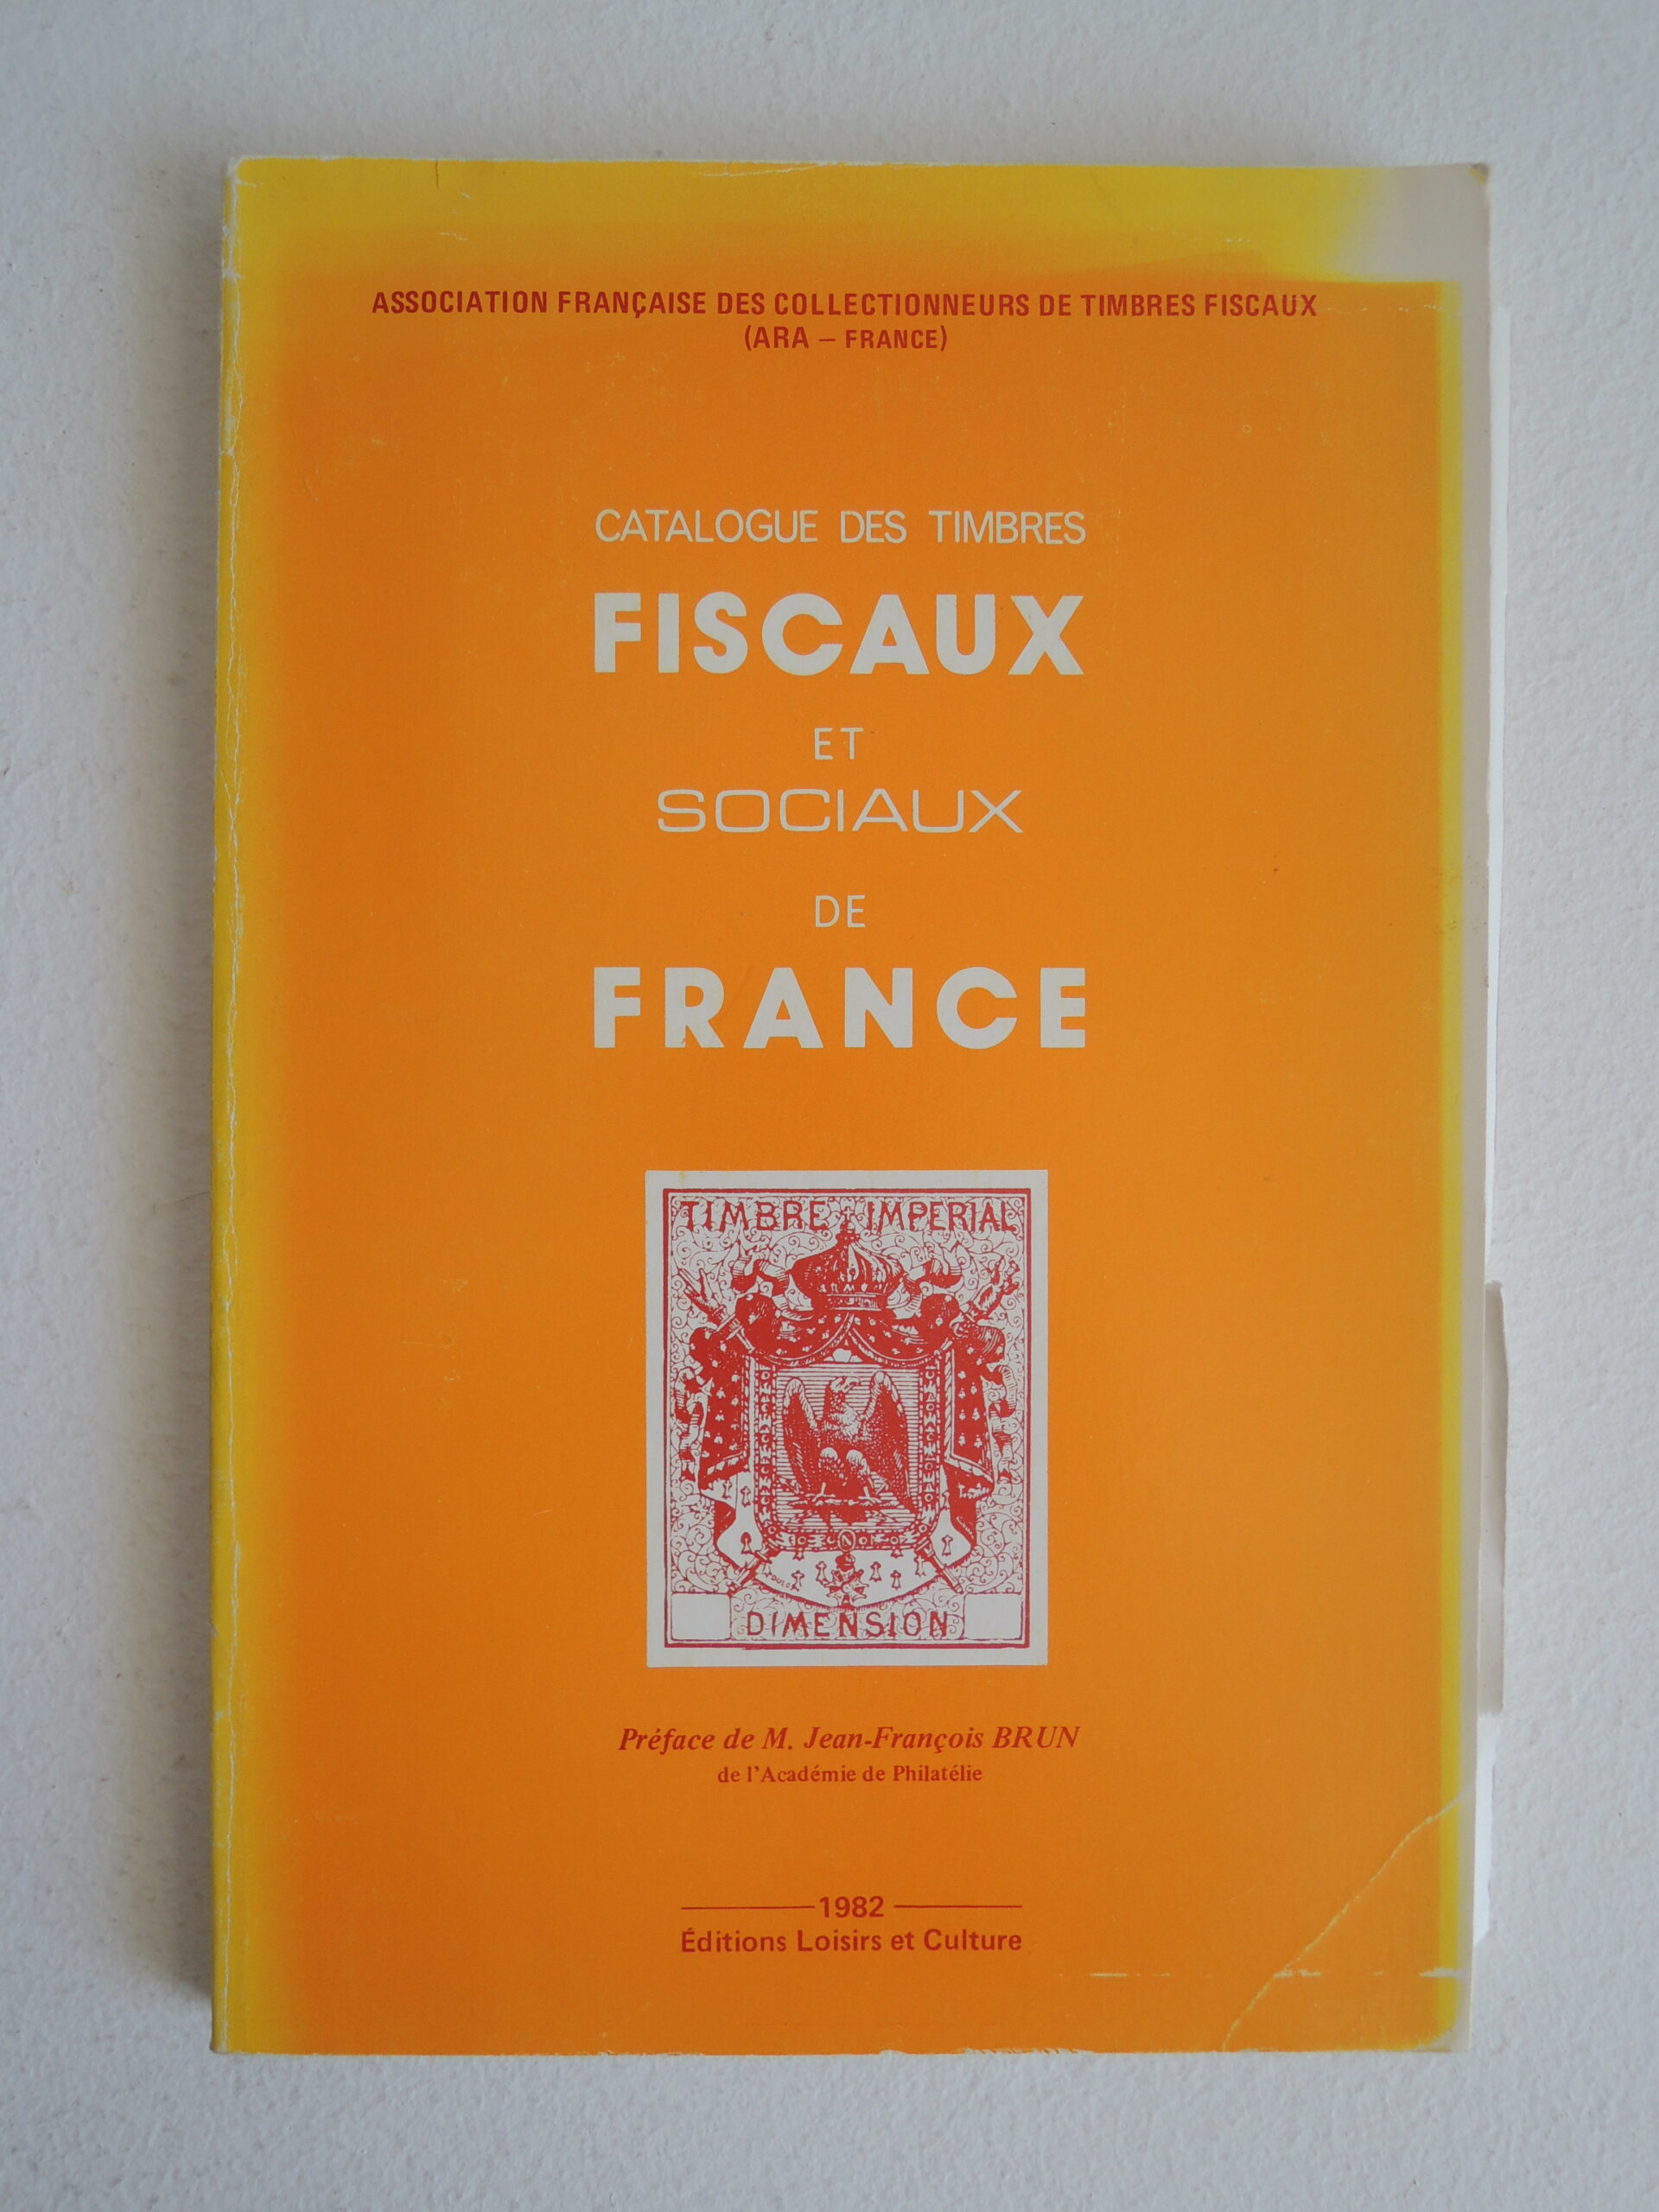 ASSOCIATION FRANÇAISE DES COLLECTIONNEURS DE TIMBRES FISCAUX
(ARA – FRANCE)
CATALOGUE DES TIMBRES
FISCAUX
ET
SOCIAUX
DE
FRANCE
TIMBRE IMPERIAL
N
DIMENSION
Préface de M. Jean-François BRUN
de l'Académie de Philatélie
1982
Éditions Loisirs et Culture